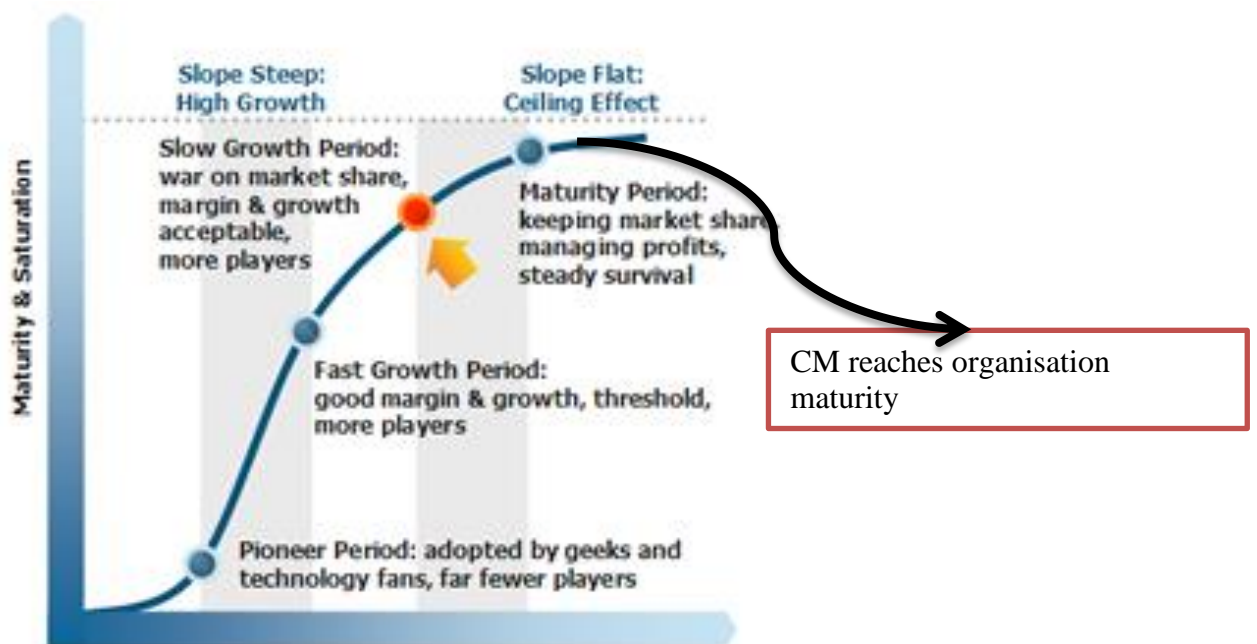 Slope Steep:
High Growth
Slope Flat:
Ceiling Effect
Slow Growth Period:
war on market share,
margin & growth
acceptable,
more players
Maturity Period:
keeping market share,
managing profits,
steady survival
Maturity & Saturation
CM reaches organisation
maturity
Fast Growth Period:
good margin & growth, threshold,
more players
Pioneer Period: adopted by geeks and
technology fans, far fewer players